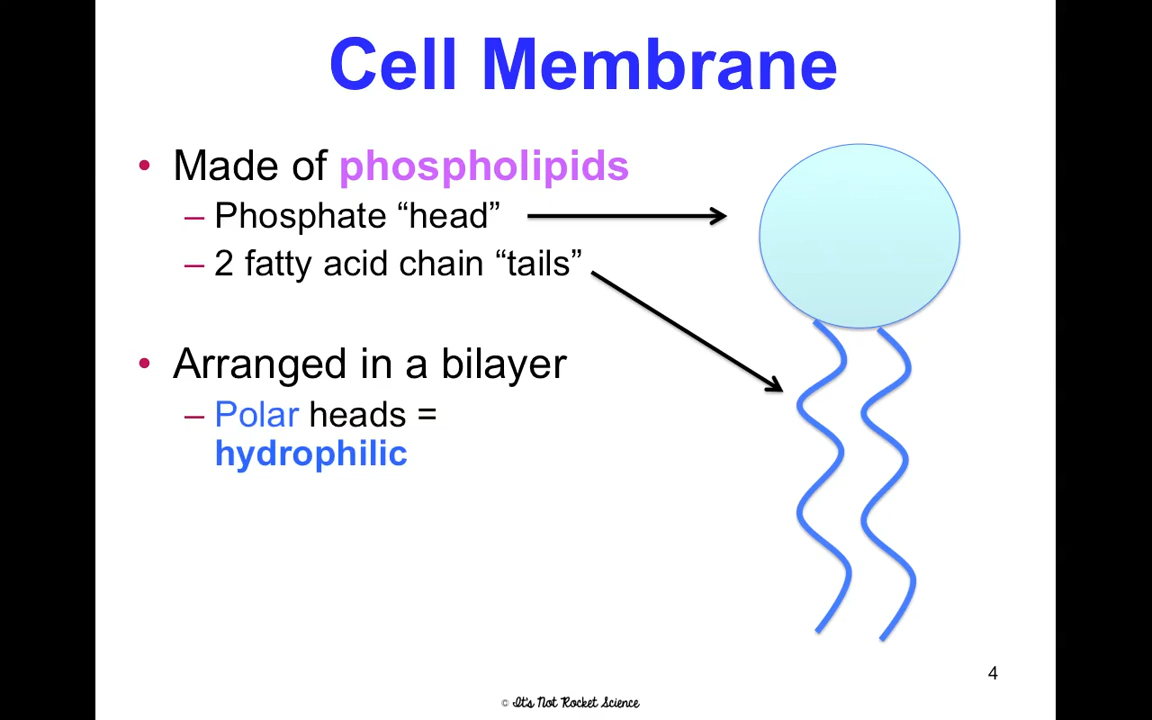 Cell Membrane
• Made of phospholipids
– Phosphate “head”
– 2 fatty acid chain “tails”
• Arranged in a bilayer
– Polar heads =
hydrophilic
4
© It's Not Rocket Science